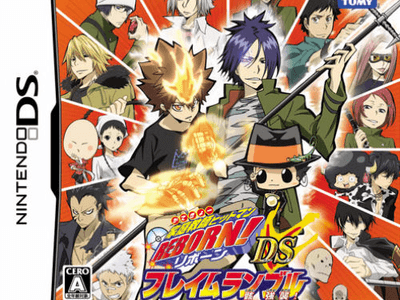 TOMY
NINTENDO DS
家庭教師ヒットマン
REBORN!
リボーン
DS
フレイムランブル
CERO
A